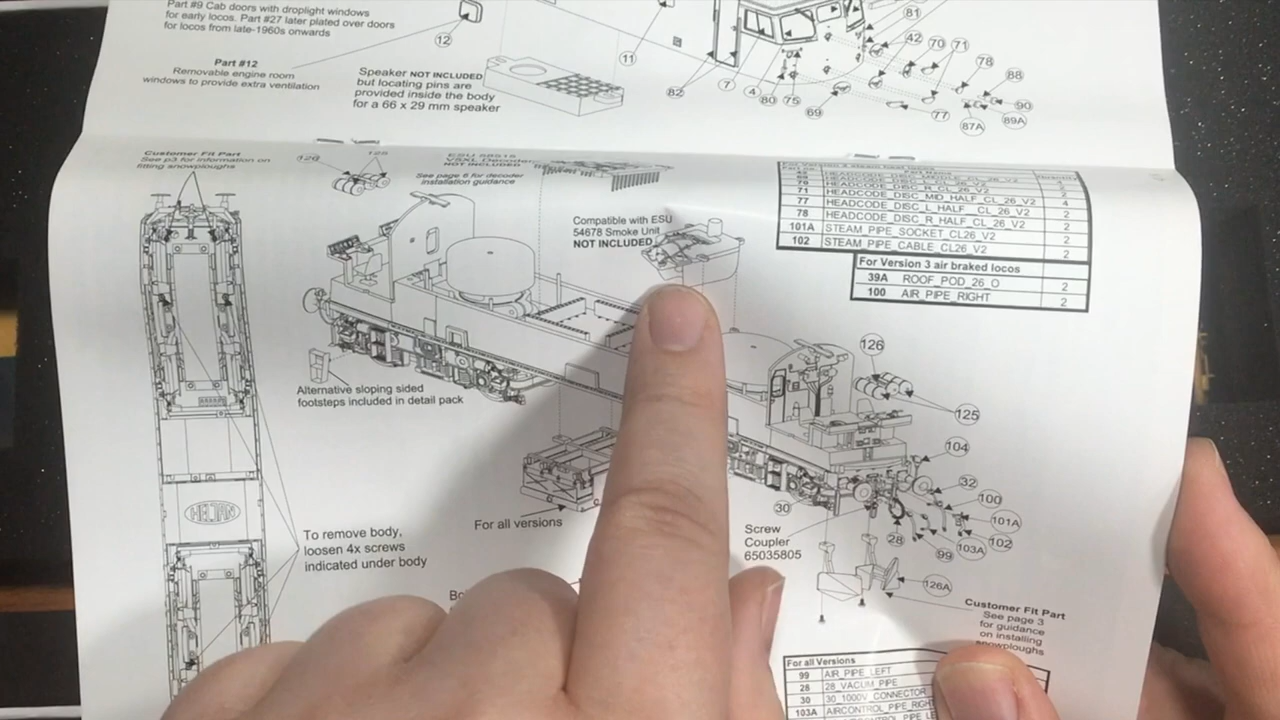 Part #9 Cab doors with droplight windows
for early locos. Part #27 later plated over doors
for locos from late-1960s onwards
12
Part #12
Removable engine room
windows to provide extra ventilation
Speaker NOT INCLUDED
but locating pins are
provided inside the body
for a 66 x 29 mm speaker
11
82
7
4
80
75
69
81
42
70
71
78
88
90
89A
87A
77
Customer Fit Part
See p3 for information on
fitting snowploughs
126
125
NOT INCLUDED
See page 6 for decoder
installation guidance
Compatible with ESU
54678 Smoke Unit
NOT INCLUDED
70 HEADCODE_DISC_R_CL_26_V2
71 HEADCODE_DISC_MID_HALF_CL_26_V2 4
77 HEADCODE_DISC_L_HALF__CL_26_V2 2
78 HEADCODE_DISC_R_HALF_CL_26_V2 2
101A STEAM_PIPE_SOCKET_CL26_V2 2
102 STEAM_PIPE_CABLE_CL26_V2 2
For Version 3 air braked locos
39A ROOF_POD_26_O 2
100 AIR_PIPE_RIGHT 2
Alternative sloping sided
footsteps included in detail pack
126
125
104
32
100
101A
102
103A
99
28
30
126A
For all versions
Screw
Coupler
65035805
HELJAN
To remove body,
loosen 4x screws
indicated under body
Customer Fit Part
See page 3
for guidance
on installing
snowploughs
For all Versions
99 AIR_PIPE_LEFT
28 28_VACUM_PIPE
30 30_1000V_CONNECTOR
103A AIRCONTROL_PIPE_RIGHT